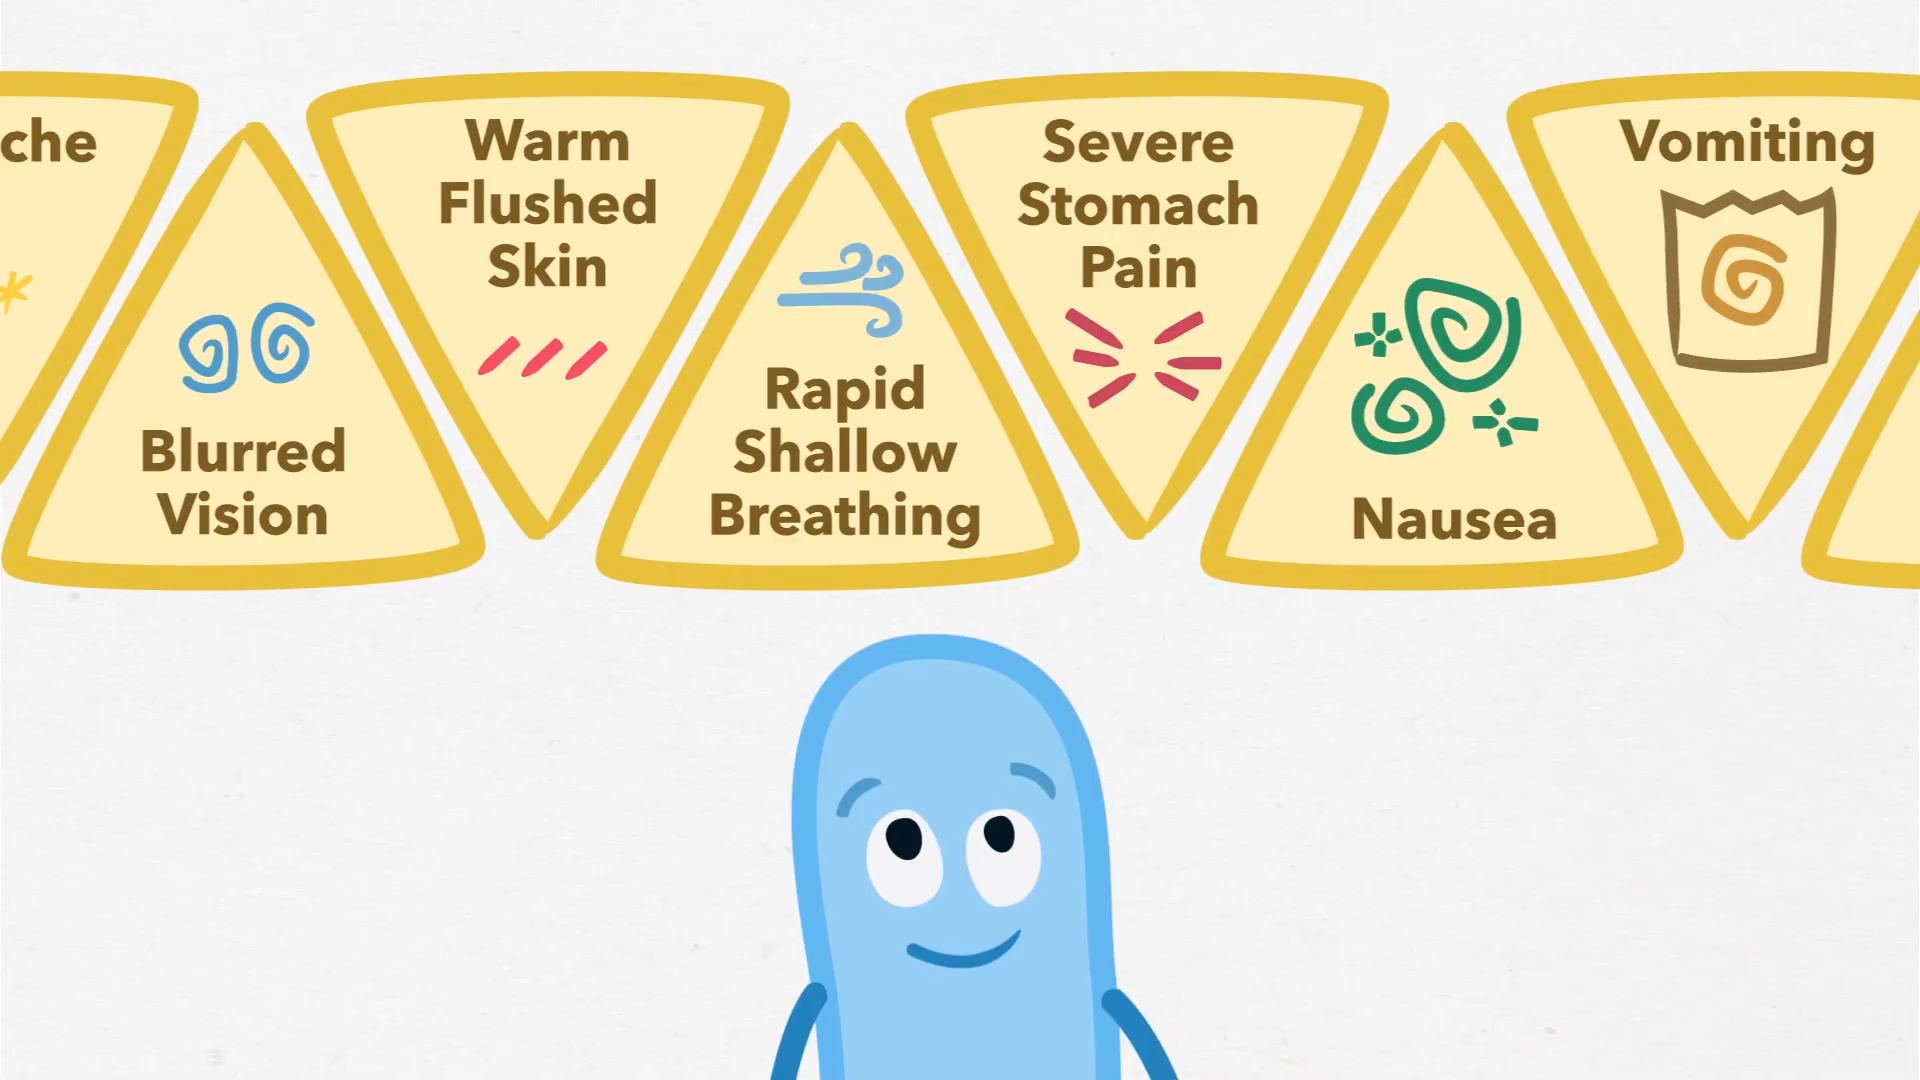 che
Blurred
Vision
Warm
Flushed
Skin
Rapid
Shallow
Breathing
Severe
Stomach
Pain
Nausea
Vomiting